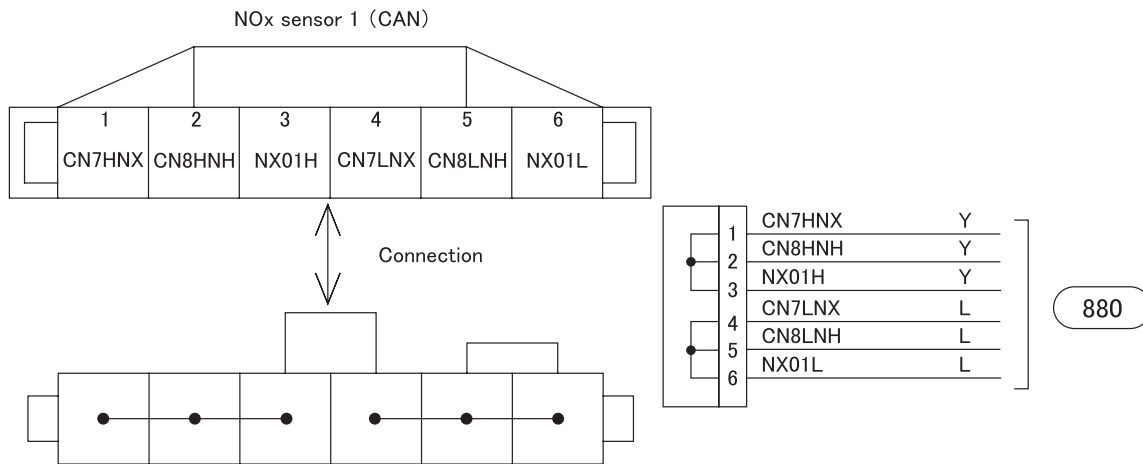 NOx sensor 1 (CAN)
1 2 3 4 5 6
CN7HNX CN8HNH NX01H CN7LNX CN8LNH NX01L
Connection
1 CN7HNX Y
2 CN8HNH Y
3 NX01H Y
4 CN7LNX L
5 CN8LNH L
6 NX01L L
880